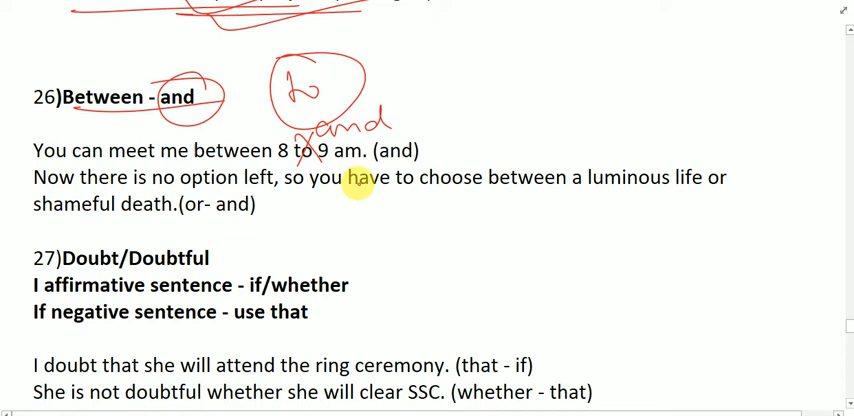 26)Between - and
to
and
You can meet me between 8 to 9 am. (and)
Now there is no option left, so you have to choose between a luminous life or
shameful death.(or- and)
27)Doubt/Doubtful
I affirmative sentence - if/whether
If negative sentence - use that
I doubt that she will attend the ring ceremony. (that - if)
She is not doubtful whether she will clear SSC. (whether - that)